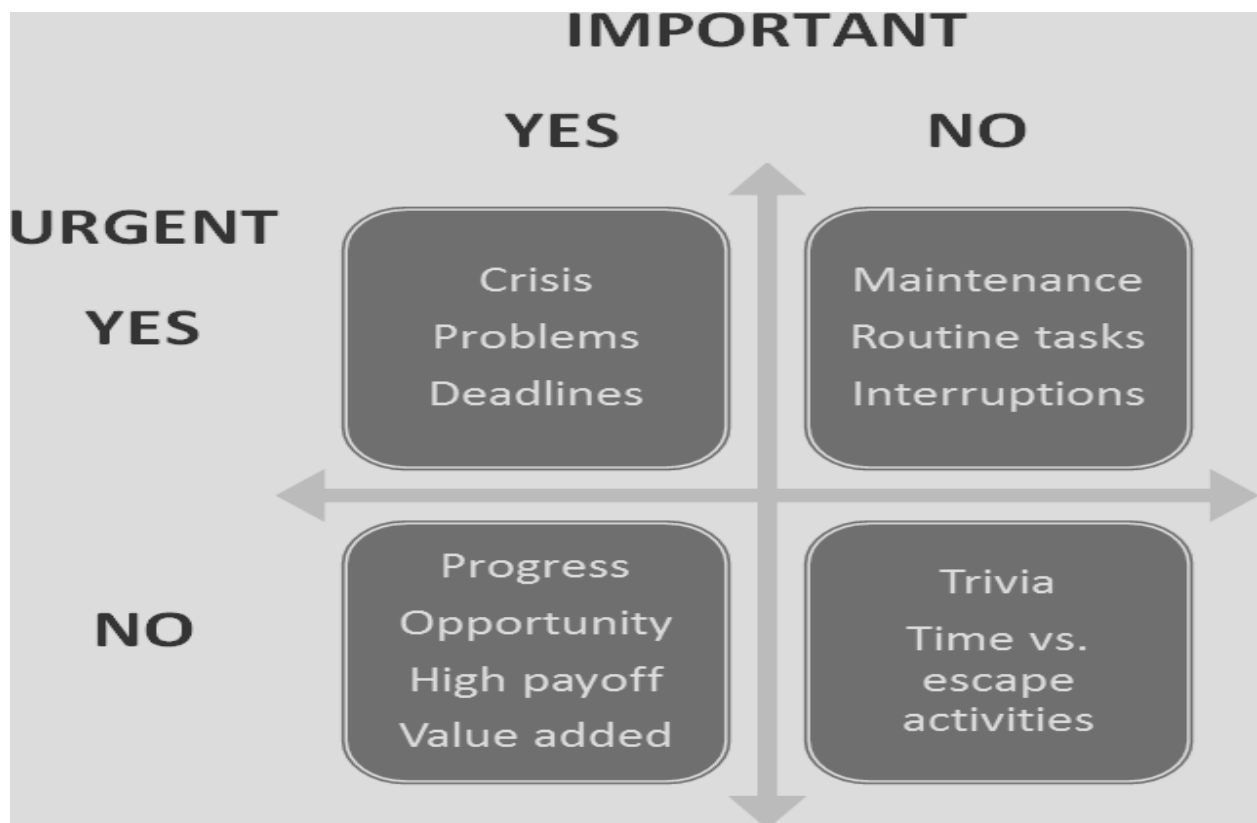 IMPORTANT
YES NO
URGENT
YES
Crisis
Problems
Deadlines
Maintenance
Routine tasks
Interruptions
NO
Progress
Opportunity
High payoff
Value added
Trivia
Time vs.
escape
activities